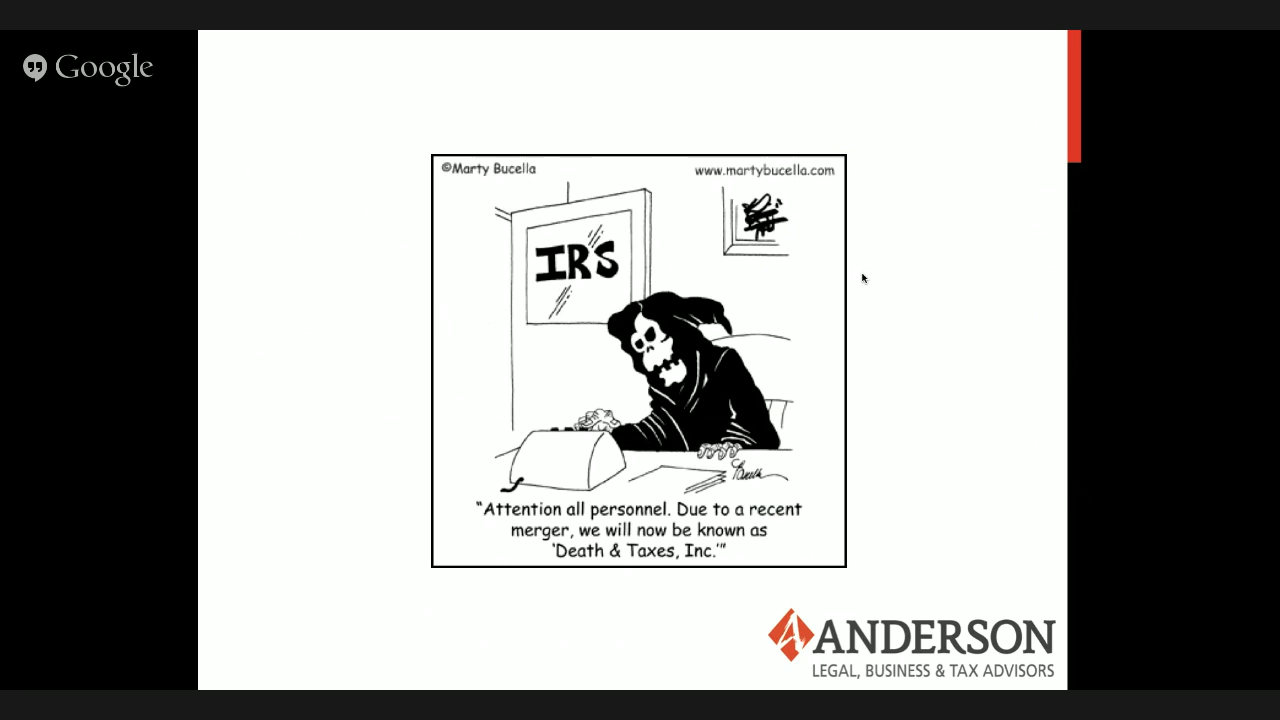 Google
©Marty Bucella
www.martybucella.com
IRS
"Attention all personnel. Due to a recent
merger, we will now be known as
'Death & Taxes, Inc.'"
ANDERSON
LEGAL, BUSINESS & TAX ADVISORS